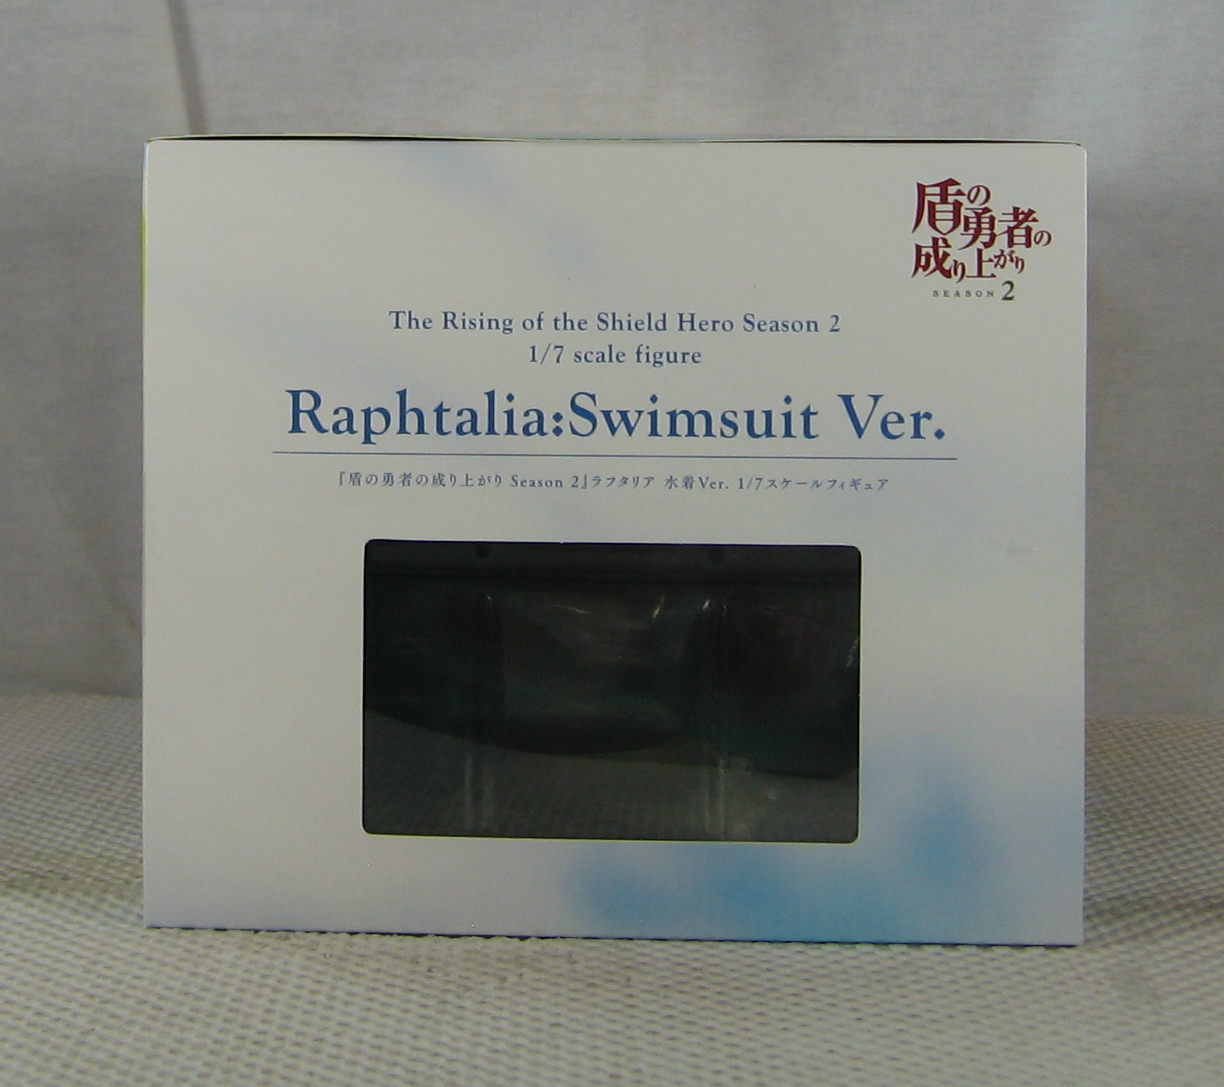 盾の勇者の
成り上がり
SEASON 2
The Rising of the Shield Hero Season 2
1/7 scale figure
Raphtalia:Swimsuit Ver.
『盾の勇者の成り上がり Season 2』ラフタリア 水着Ver. 1/7スケールフィギュア